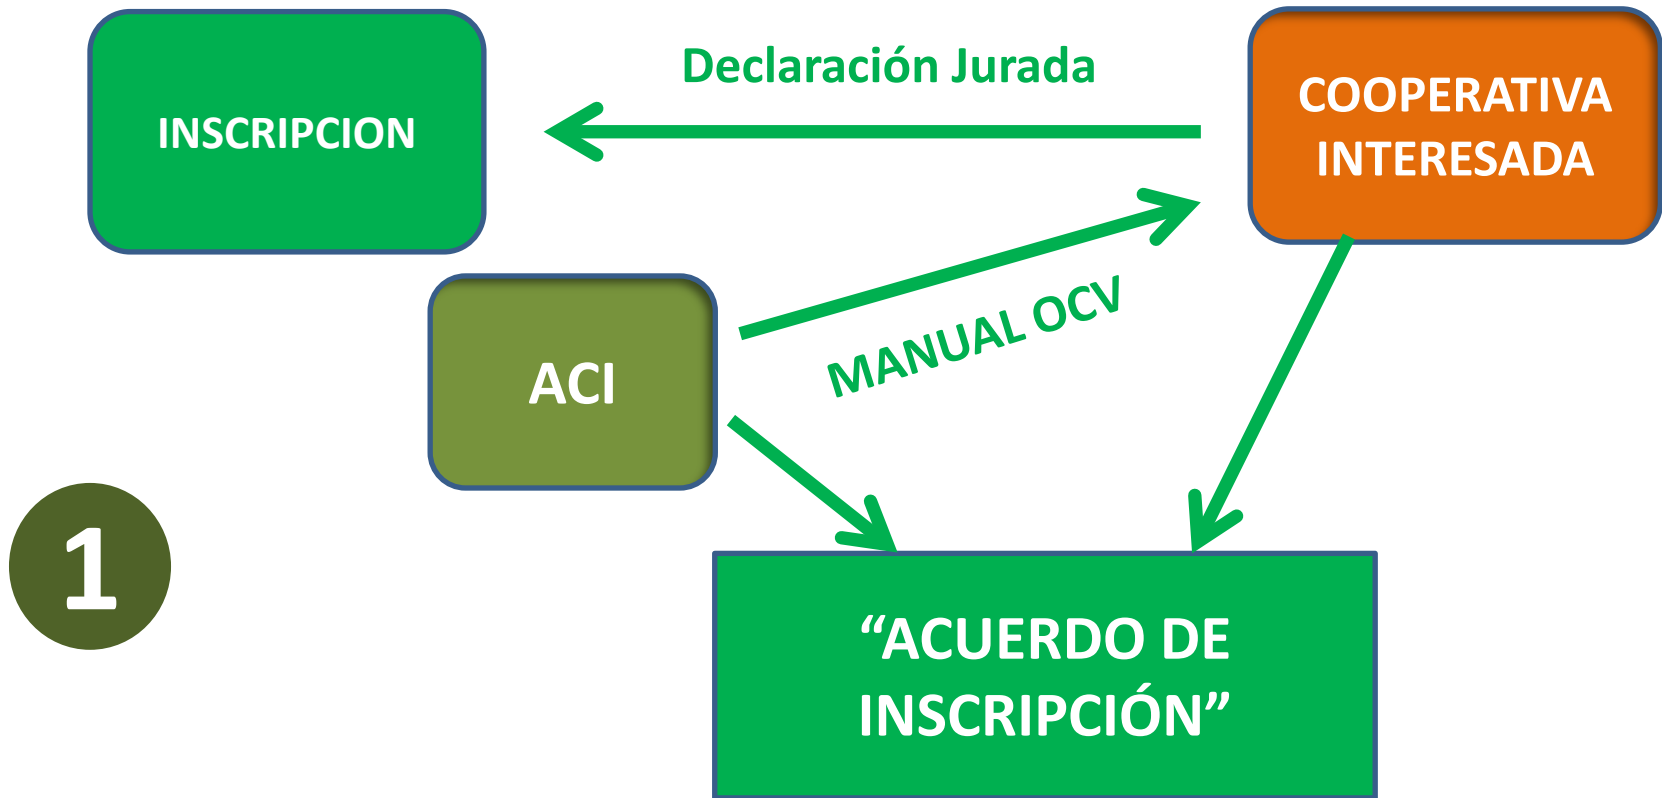 Declaración Jurada
INSCRIPCION
COOPERATIVA
INTERESADA
MANUAL OCV
ACI
1
“ACUERDO DE
INSCRIPCIÓN”